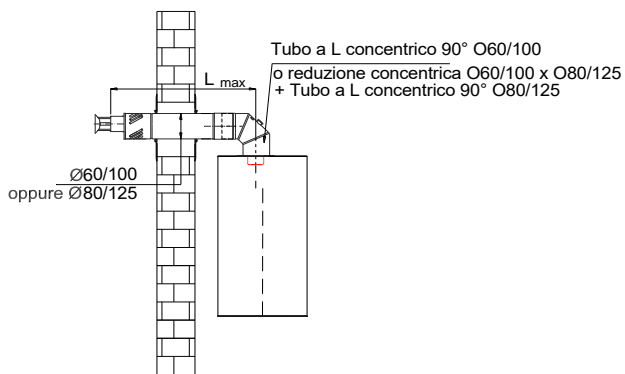 Tubo a L concentrico 90° O60/100
o reduzione concentrica O60/100 x O80/125
+ Tubo a L concentrico 90° O80/125
L max
Ø60/100
oppure Ø80/125